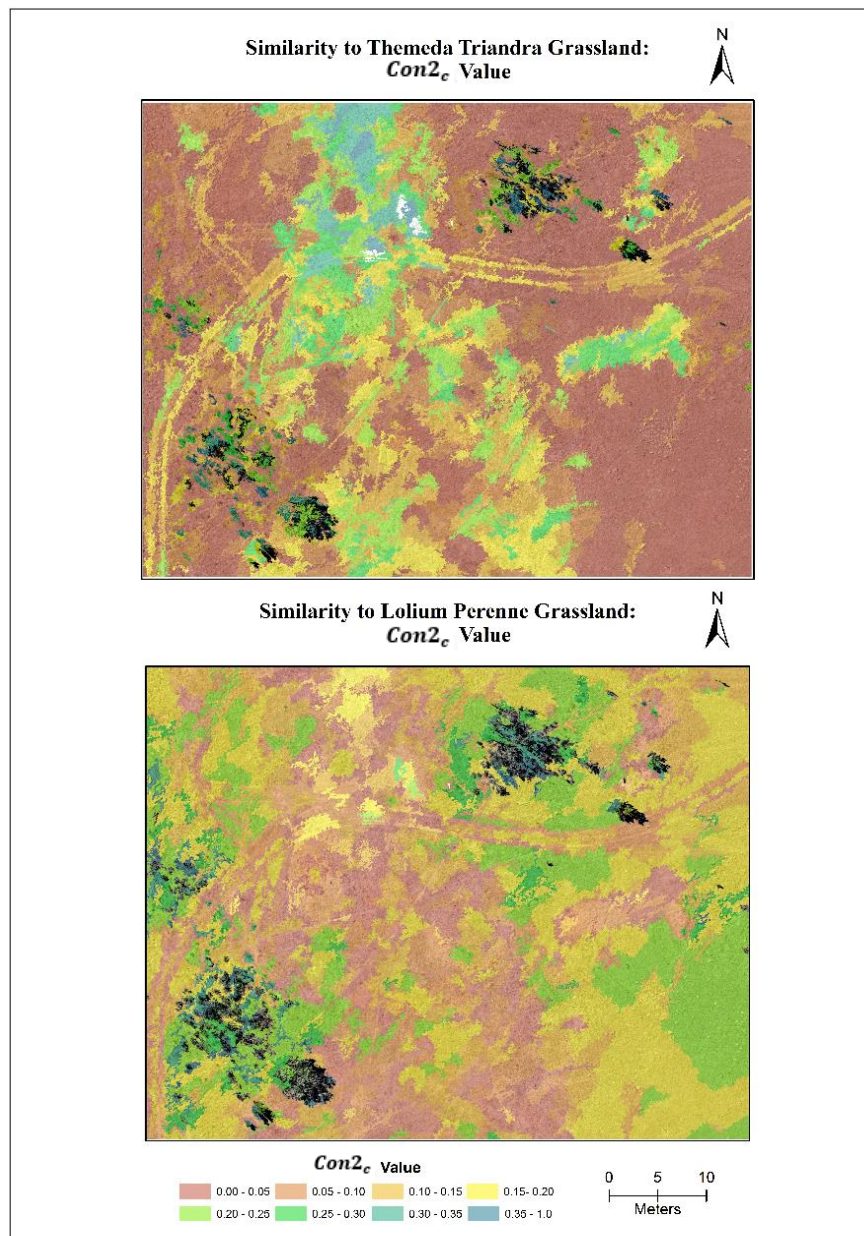 Similarity to Themeda Triandra Grassland:
Con2c Value
N
Similarity to Lolium Perenne Grassland:
Con2c Value
N
Con2c Value
0.00 - 0.05 0.05 - 0.10 0.10 - 0.15 0.15- 0.20
0.20 - 0.25 0.25 - 0.30 0.30 - 0.35 0.35 - 1.0
0 5 10
Meters